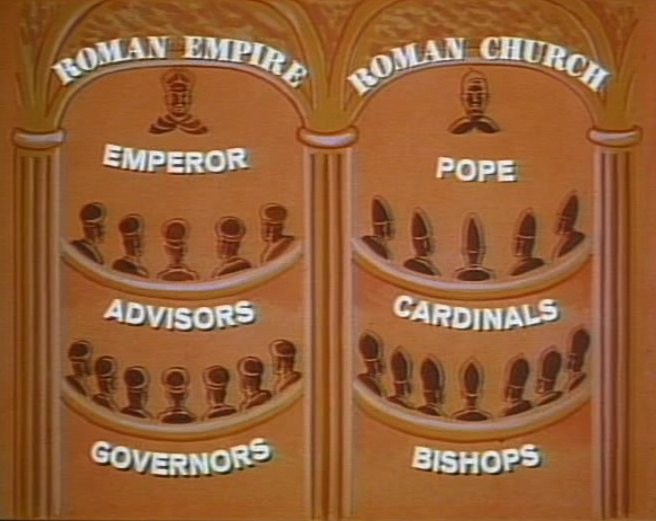 ROMAN EMPIRE
EMPEROR
ADVISORS
GOVERNORS
ROMAN CHURCH
POPE
CARDINALS
BISHOPS